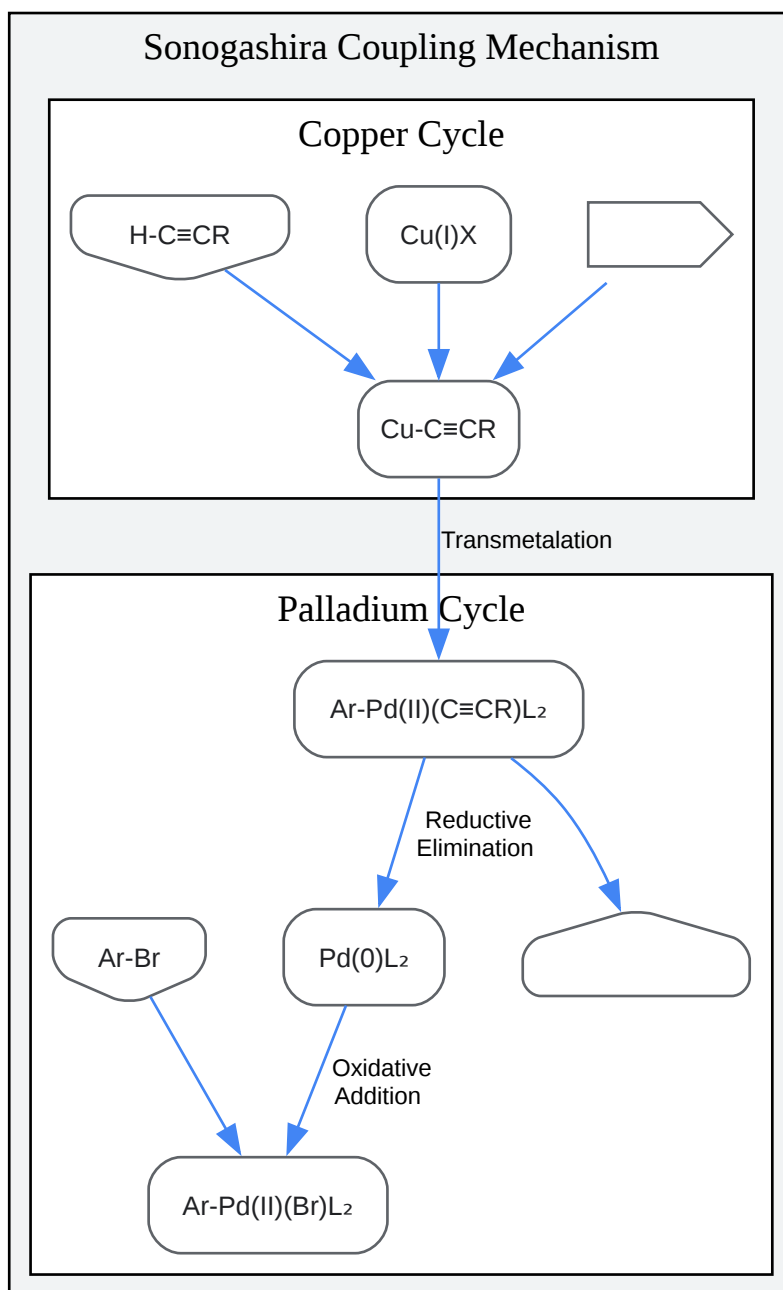 Sonogashira Coupling Mechanism
Copper Cycle
H-C≡CR
Cu(I)X
Cu-C≡CR
Transmetalation
Palladium Cycle
Ar-Pd(II)(C≡CR)L₂
Reductive
Elimination
Ar-Br
Pd(0)L₂
Oxidative
Addition
Ar-Pd(II)(Br)L₂